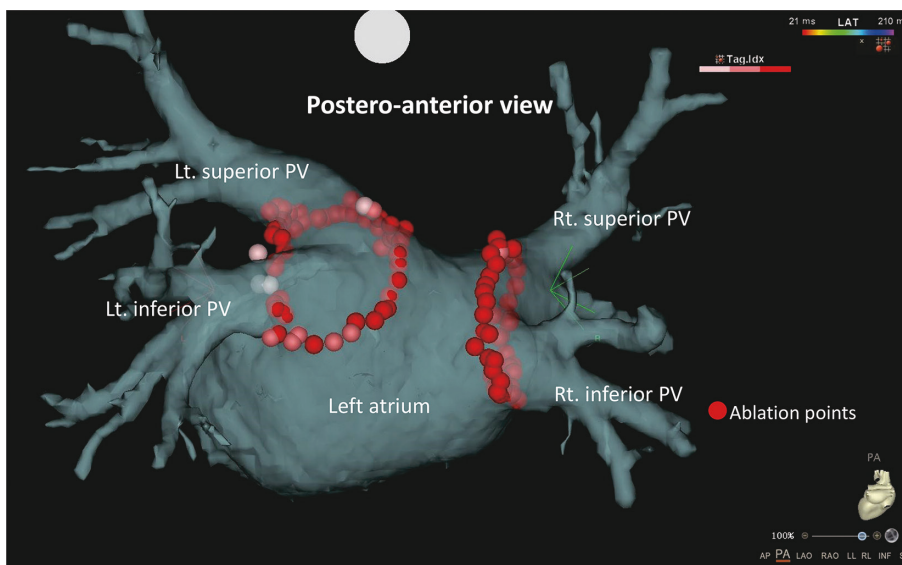 21 ms LAT 210 m
x
Tag.Idx
Postero-anterior view
Lt. superior PV
Rt. superior PV
Lt. inferior PV
Left atrium
Rt. inferior PV
Ablation points
PA
100%
AP PA LAO RAO LL RL INF S